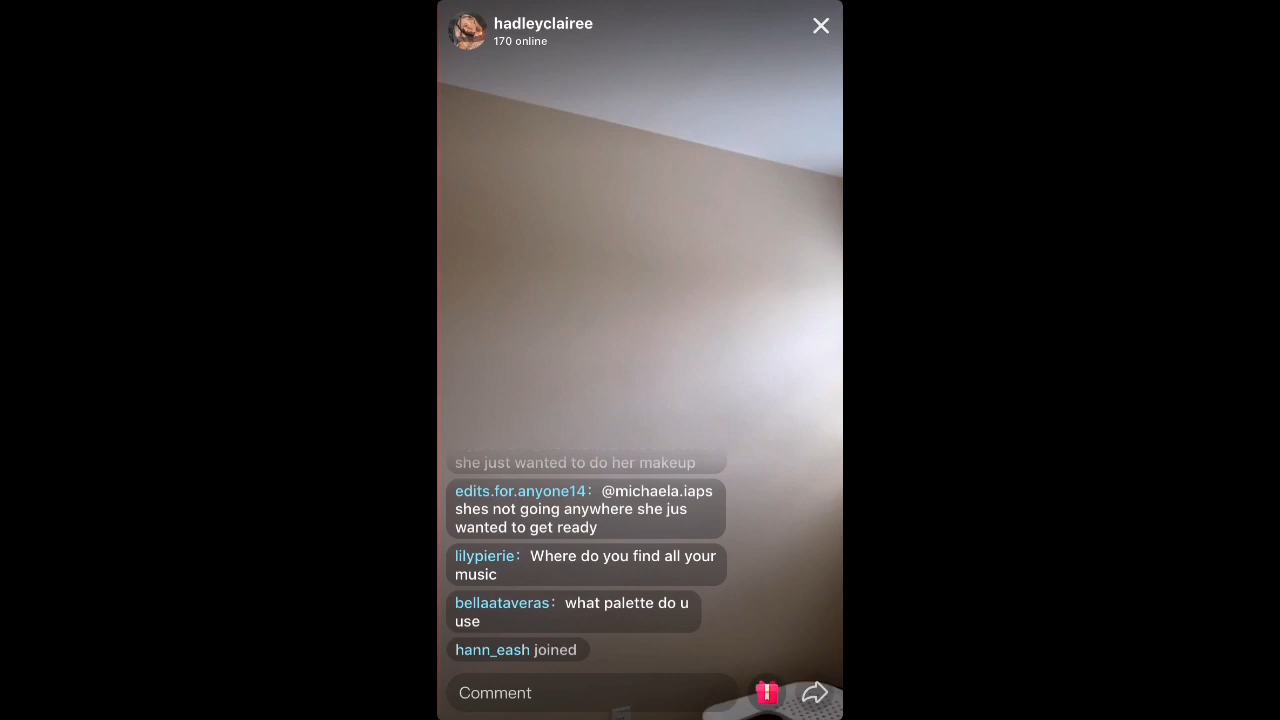 hadleyclairee
170 online
she just wanted to do her makeup
edits.for.anyone14: @michaela.iaps
shes not going anywhere she jus
wanted to get ready
lilypierie: Where do you find all your
music
bellaataveras: what palette do u
use
hann_eash joined
Comment